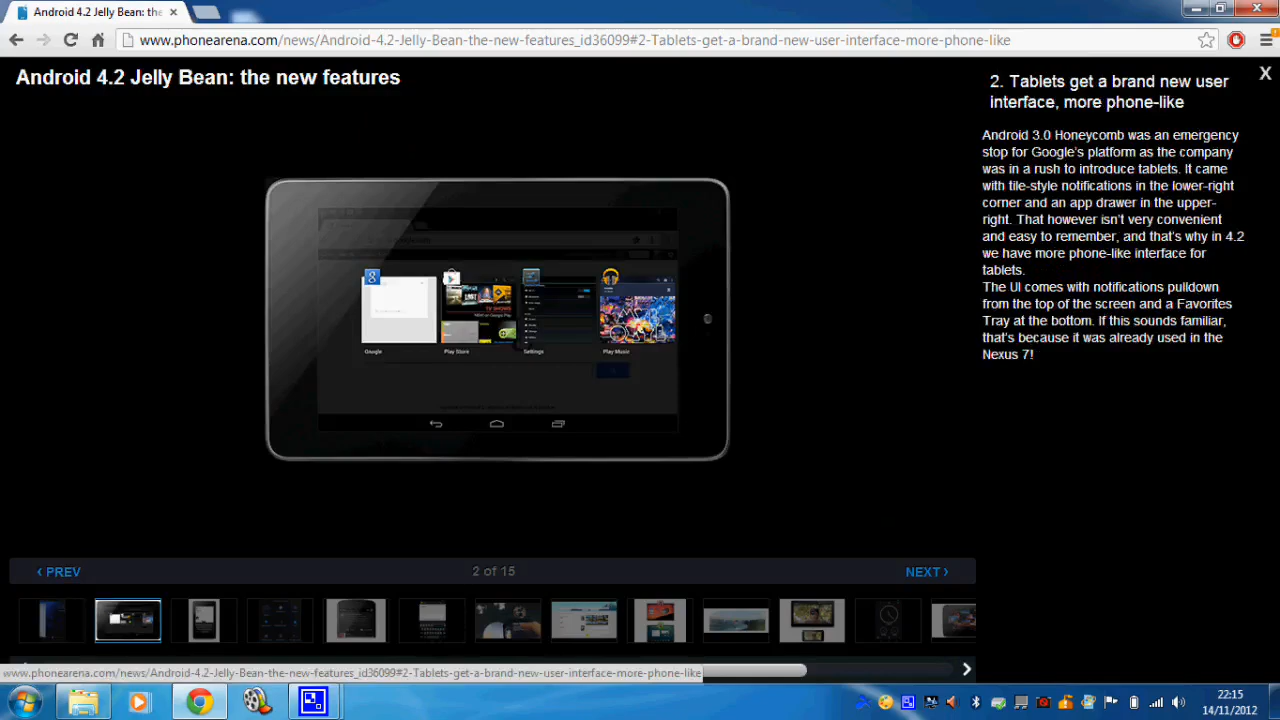 Android 4.2 Jelly Bean: the
www.phonearena.com/news/Android-4.2-Jelly-Bean-the-new-features_id36099#2-Tablets-get-a-brand-new-user-interface-more-phone-like
Android 4.2 Jelly Bean: the new features
X
2. Tablets get a brand new user
interface, more phone-like
Android 3.0 Honeycomb was an emergency
stop for Google's platform as the company
was in a rush to introduce tablets. It came
with tile-style notifications in the lower-right
corner and an app drawer in the upper-
right. That however isn't very convenient
and easy to remember, and that's why in 4.2
we have more phone-like interface for
tablets.
The UI comes with notifications pulldown
from the top of the screen and a Favorites
Tray at the bottom. If this sounds familiar,
that's because it was already used in the
Nexus 7!
Google
Play Store
Settings
Play Music
‹ PREV
2 of 15
NEXT ›
www.phonearena.com/news/Android-4.2-Jelly-Bean-the-new-features_id36099#2-Tablets-get-a-brand-new-user-interface-more-phone-like
22:15
14/11/2012